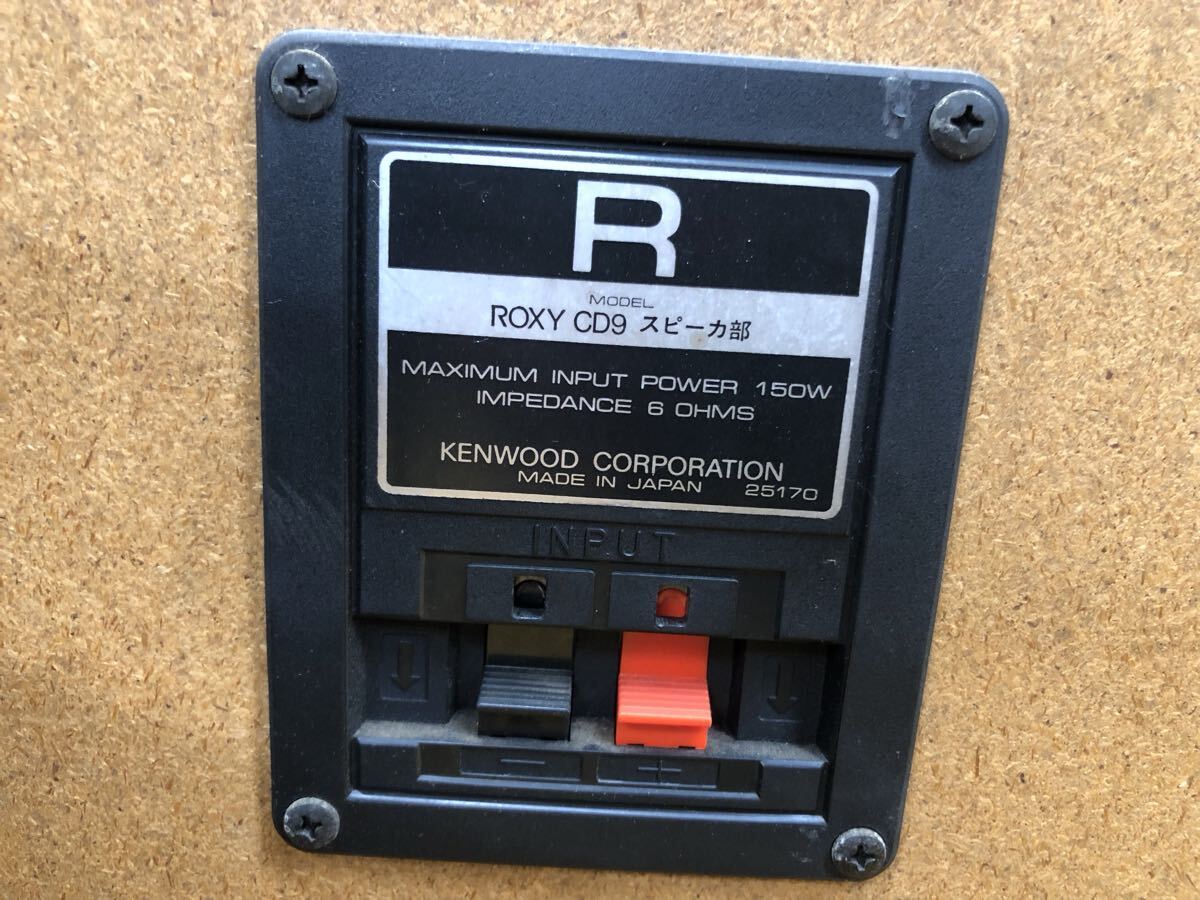 R
MODEL
ROXY CD9 スピーカ部
MAXIMUM INPUT POWER 150W
IMPEDANCE 6 OHMS
KENWOOD CORPORATION
MADE IN JAPAN 25170
INPUT
− +